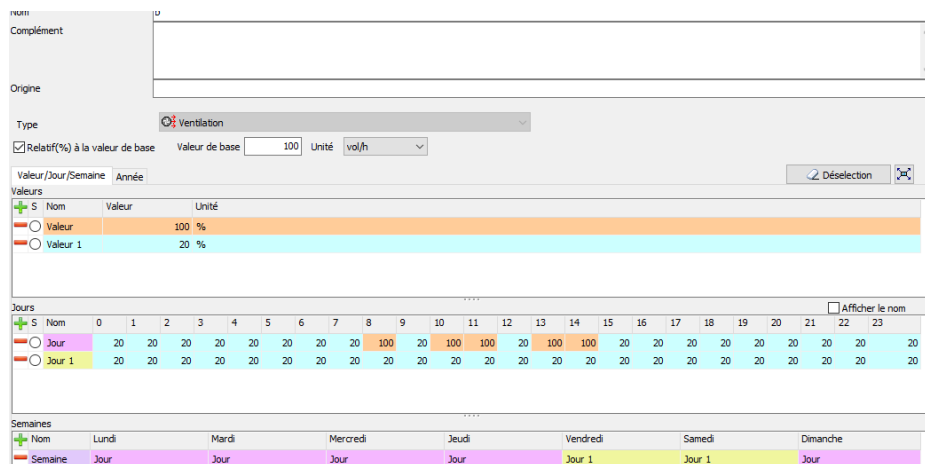 Nom b
Complément
Origine
Type Ventilation
Relatif(%) à la valeur de base Valeur de base 100 Unité vol/h
Valeur/Jour/Semaine Année Déselection
Valeurs
S Nom Valeur Unité
Valeur 100 %
Valeur 1 20 %
Jours Afficher le nom
S Nom 0 1 2 3 4 5 6 7 8 9 10 11 12 13 14 15 16 17 18 19 20 21 22 23
Jour 20 20 20 20 20 20 20 20 100 20 100 100 20 100 100 20 20 20 20 20 20 20 20 20
Jour 1 20 20 20 20 20 20 20 20 20 20 20 20 20 20 20 20 20 20 20 20 20 20 20 20
Semaines
Nom Lundi Mardi Mercredi Jeudi Vendredi Samedi Dimanche
Semaine Jour Jour Jour Jour Jour 1 Jour 1 Jour